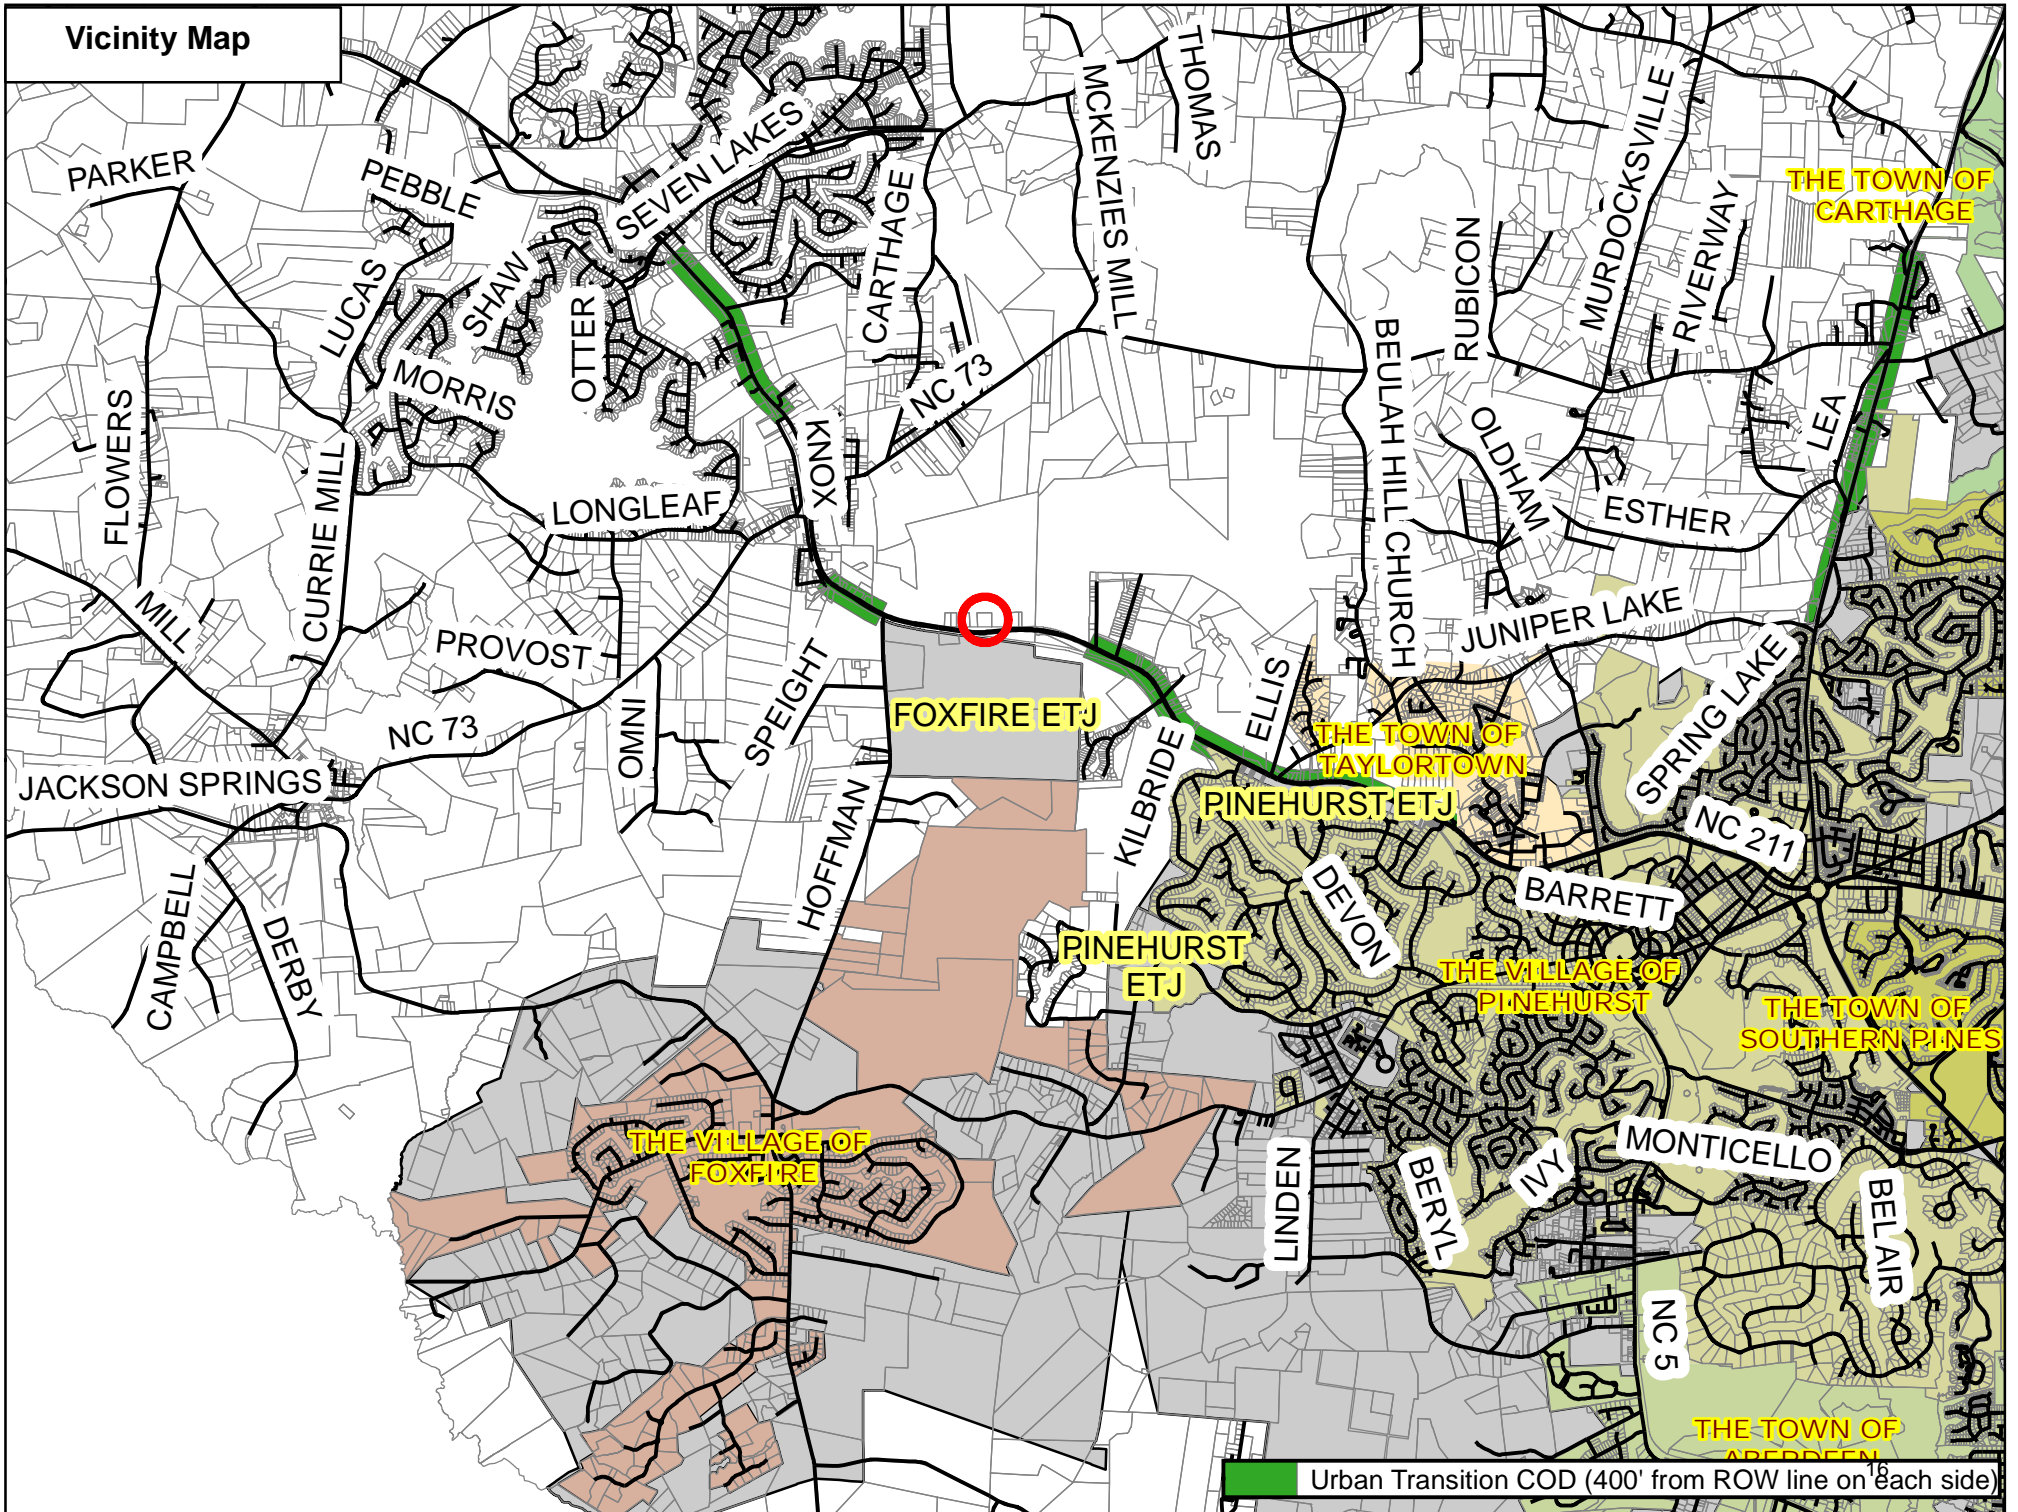 Vicinity Map
THOMAS
MCKENZIES MILL
MURDOCKSVILLE
SEVEN LAKES
PARKER
PEBBLE
CARTHAGE
THE TOWN OF
CARTHAGE
RIVERWAY
RUBICON
LUCAS
SHAW
OTTER
BEULAH HILL CHURCH
MORRIS
NC 73
FLOWERS
KNOX
LEA
OLDHAM
CURRIE MILL
LONGLEAF
ESTHER
MILL
PROVOST
JUNIPER LAKE
SPEIGHT
ELLIS
SPRING LAKE
FOXFIRE ETJ
OMNI
NC 73
THE TOWN OF
TAYLORTOWN
JACKSON SPRINGS
KILBRIDE
PINEHURST ETJ
HOFFMAN
NC 211
CAMPBELL
DERBY
DEVON
BARRETT
PINEHURST
ETJ
THE VILLAGE OF
PINEHURST
THE TOWN OF
SOUTHERN PINES
THE VILLAGE OF
FOXFIRE
LINDEN
BERYL
IVY
MONTICELLO
BEL AIR
NC 5
THE TOWN OF
ABERDEEN
16
Urban Transition COD (400' from ROW line on each side)